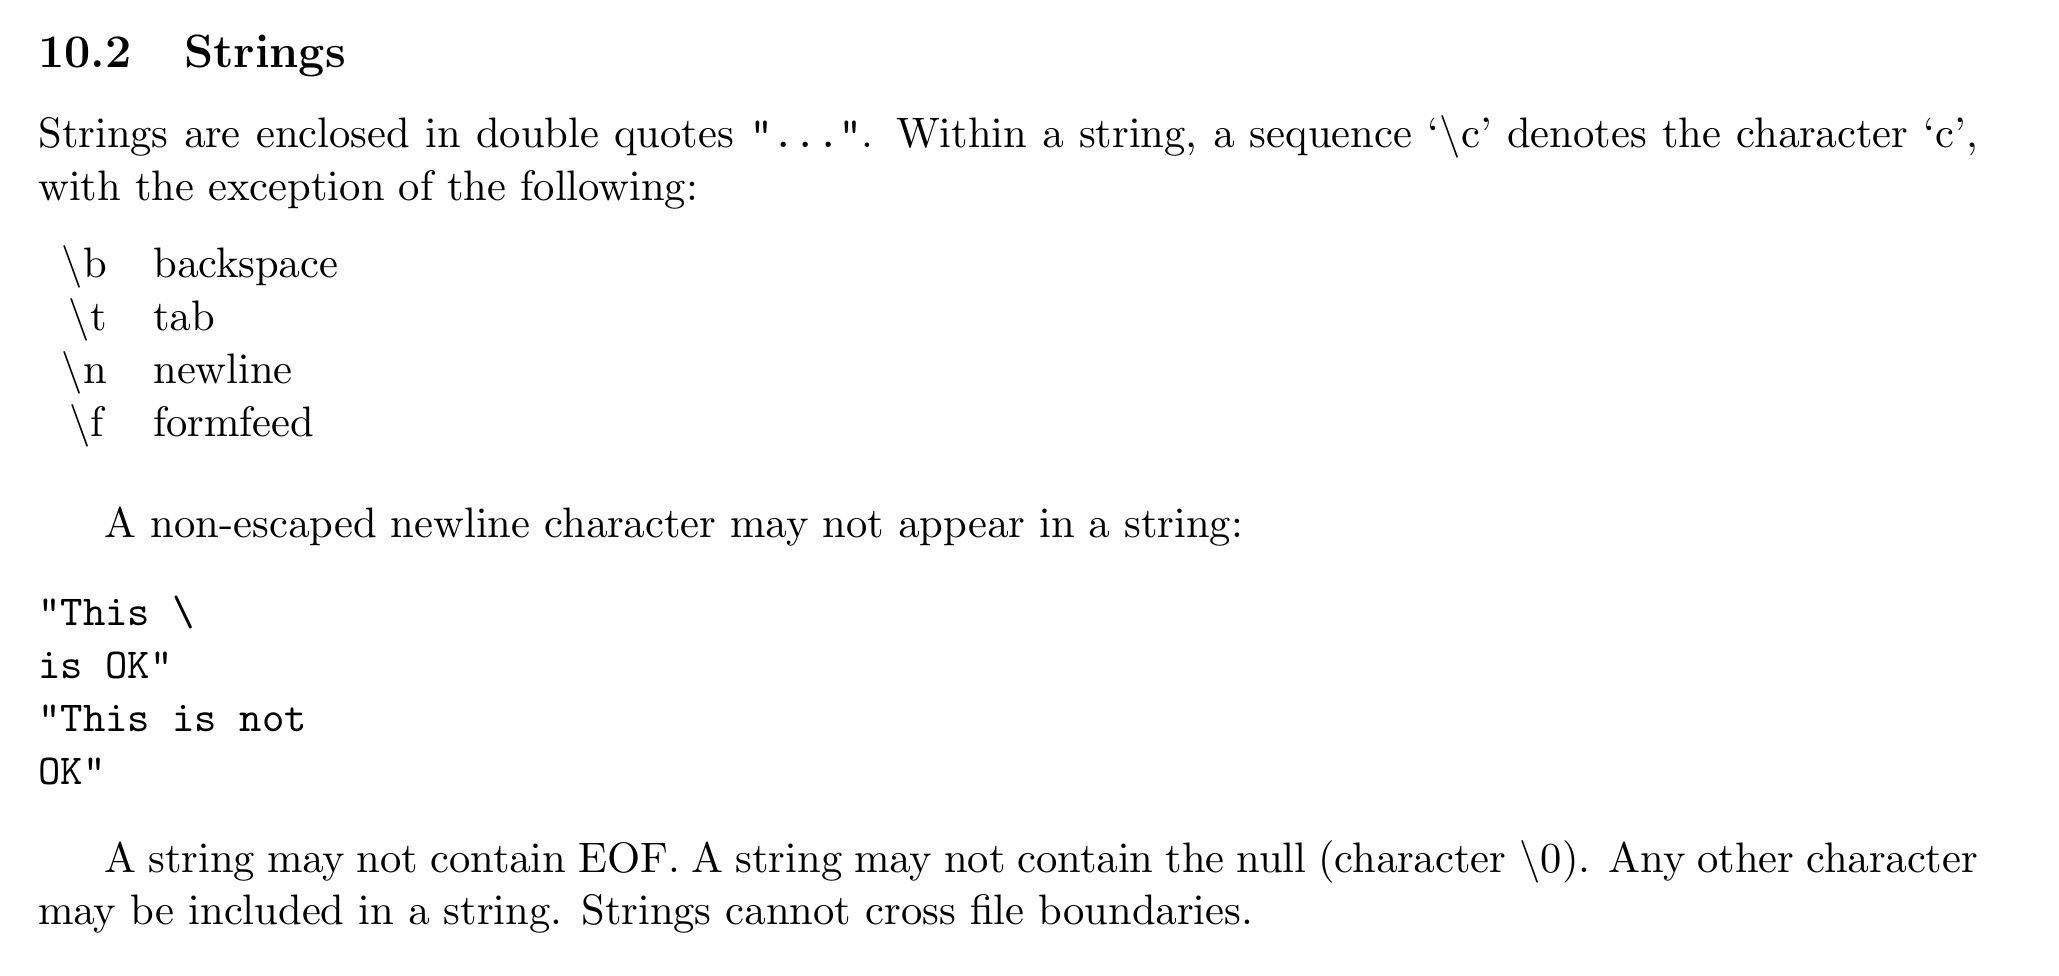 10.2 Strings
Strings are enclosed in double quotes "...". Within a string, a sequence ‘\c’ denotes the character ‘c’,
with the exception of the following:
\b backspace
\t tab
\n newline
\f formfeed
A non-escaped newline character may not appear in a string:
"This \
is OK"
"This is not
OK"
A string may not contain EOF. A string may not contain the null (character \0). Any other character
may be included in a string. Strings cannot cross file boundaries.